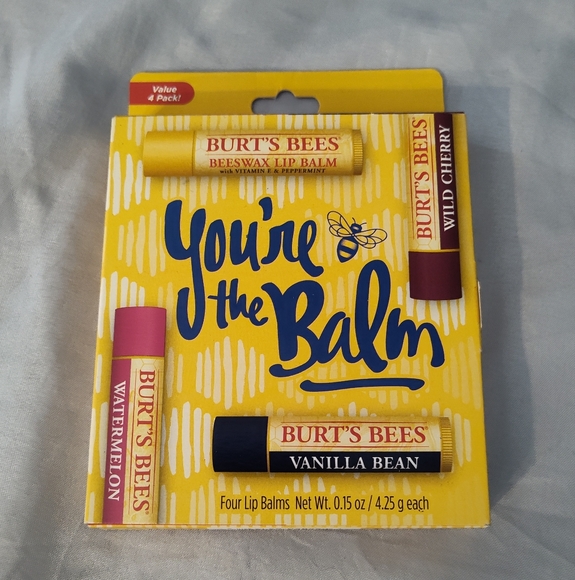 Value
4 Pack!
BURT'S BEES
BEESWAX LIP BALM
with VITAMIN E & PEPPERMINT
BURT'S BEES
WILD CHERRY
You're
the Balm
BURT'S BEES
WATERMELON
BURT'S BEES
VANILLA BEAN
Four Lip Balms Net Wt. 0.15 oz / 4.25 g each